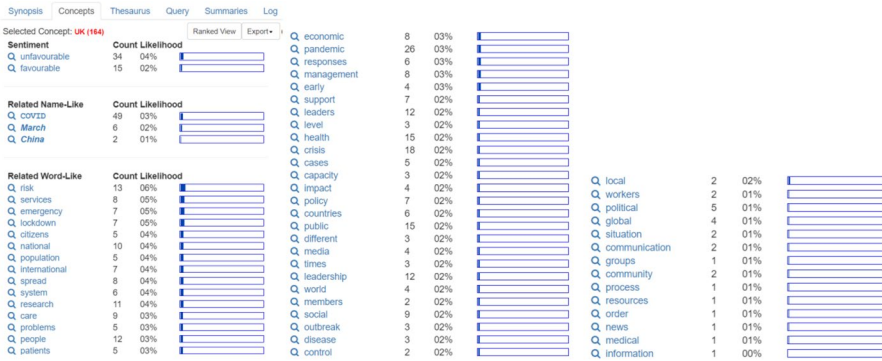 Synopsis Concepts Thesaurus Query Summaries Log
Selected Concept: UK (164) Ranked View Export
Sentiment Count Likelihood
unfavourable 34 04%
favourable 15 02%
Related Name-Like Count Likelihood
COVID 49 03%
March 6 02%
China 2 01%
Related Word-Like Count Likelihood
risk 13 06%
services 8 05%
emergency 7 05%
lockdown 7 05%
citizens 5 04%
national 10 04%
population 5 04%
international 7 04%
spread 8 04%
system 6 04%
research 11 04%
care 9 03%
problems 5 03%
people 12 03%
patients 5 03%
economic 8 03%
pandemic 26 03%
responses 6 03%
management 8 03%
early 4 03%
support 7 02%
leaders 12 02%
level 3 02%
health 15 02%
crisis 18 02%
cases 5 02%
capacity 3 02%
impact 4 02%
policy 7 02%
countries 6 02%
public 15 02%
different 3 02%
media 4 02%
times 3 02%
leadership 12 02%
world 4 02%
members 2 02%
social 9 02%
outbreak 3 02%
disease 3 02%
control 2 02%
local 2 02%
workers 2 01%
political 5 01%
global 4 01%
situation 2 01%
communication 2 01%
groups 1 01%
community 2 01%
process 1 01%
resources 1 01%
order 1 01%
news 1 01%
medical 1 01%
information 1 00%